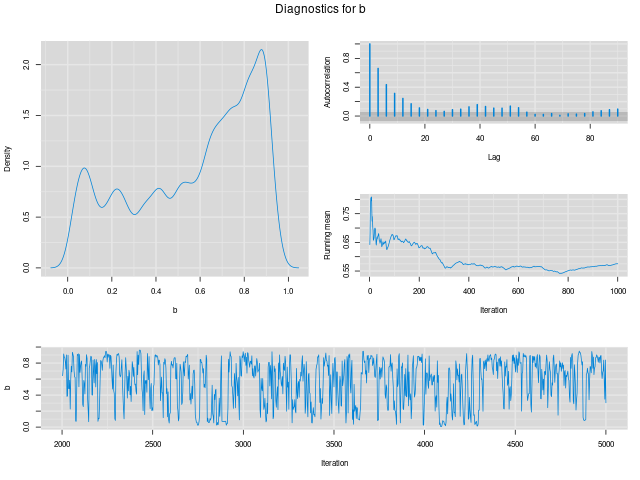 Diagnostics for b
Density
0.0
0.5
1.0
1.5
2.0
0.0 0.2 0.4 0.6 0.8 1.0
b
Autocorrelation
0.0
0.4
0.8
0 20 40 60 80
Lag
Running mean
0.55
0.65
0.75
0 200 400 600 800 1000
Iteration
b
0.0
0.4
0.8
2000 2500 3000 3500 4000 4500 5000
Iteration